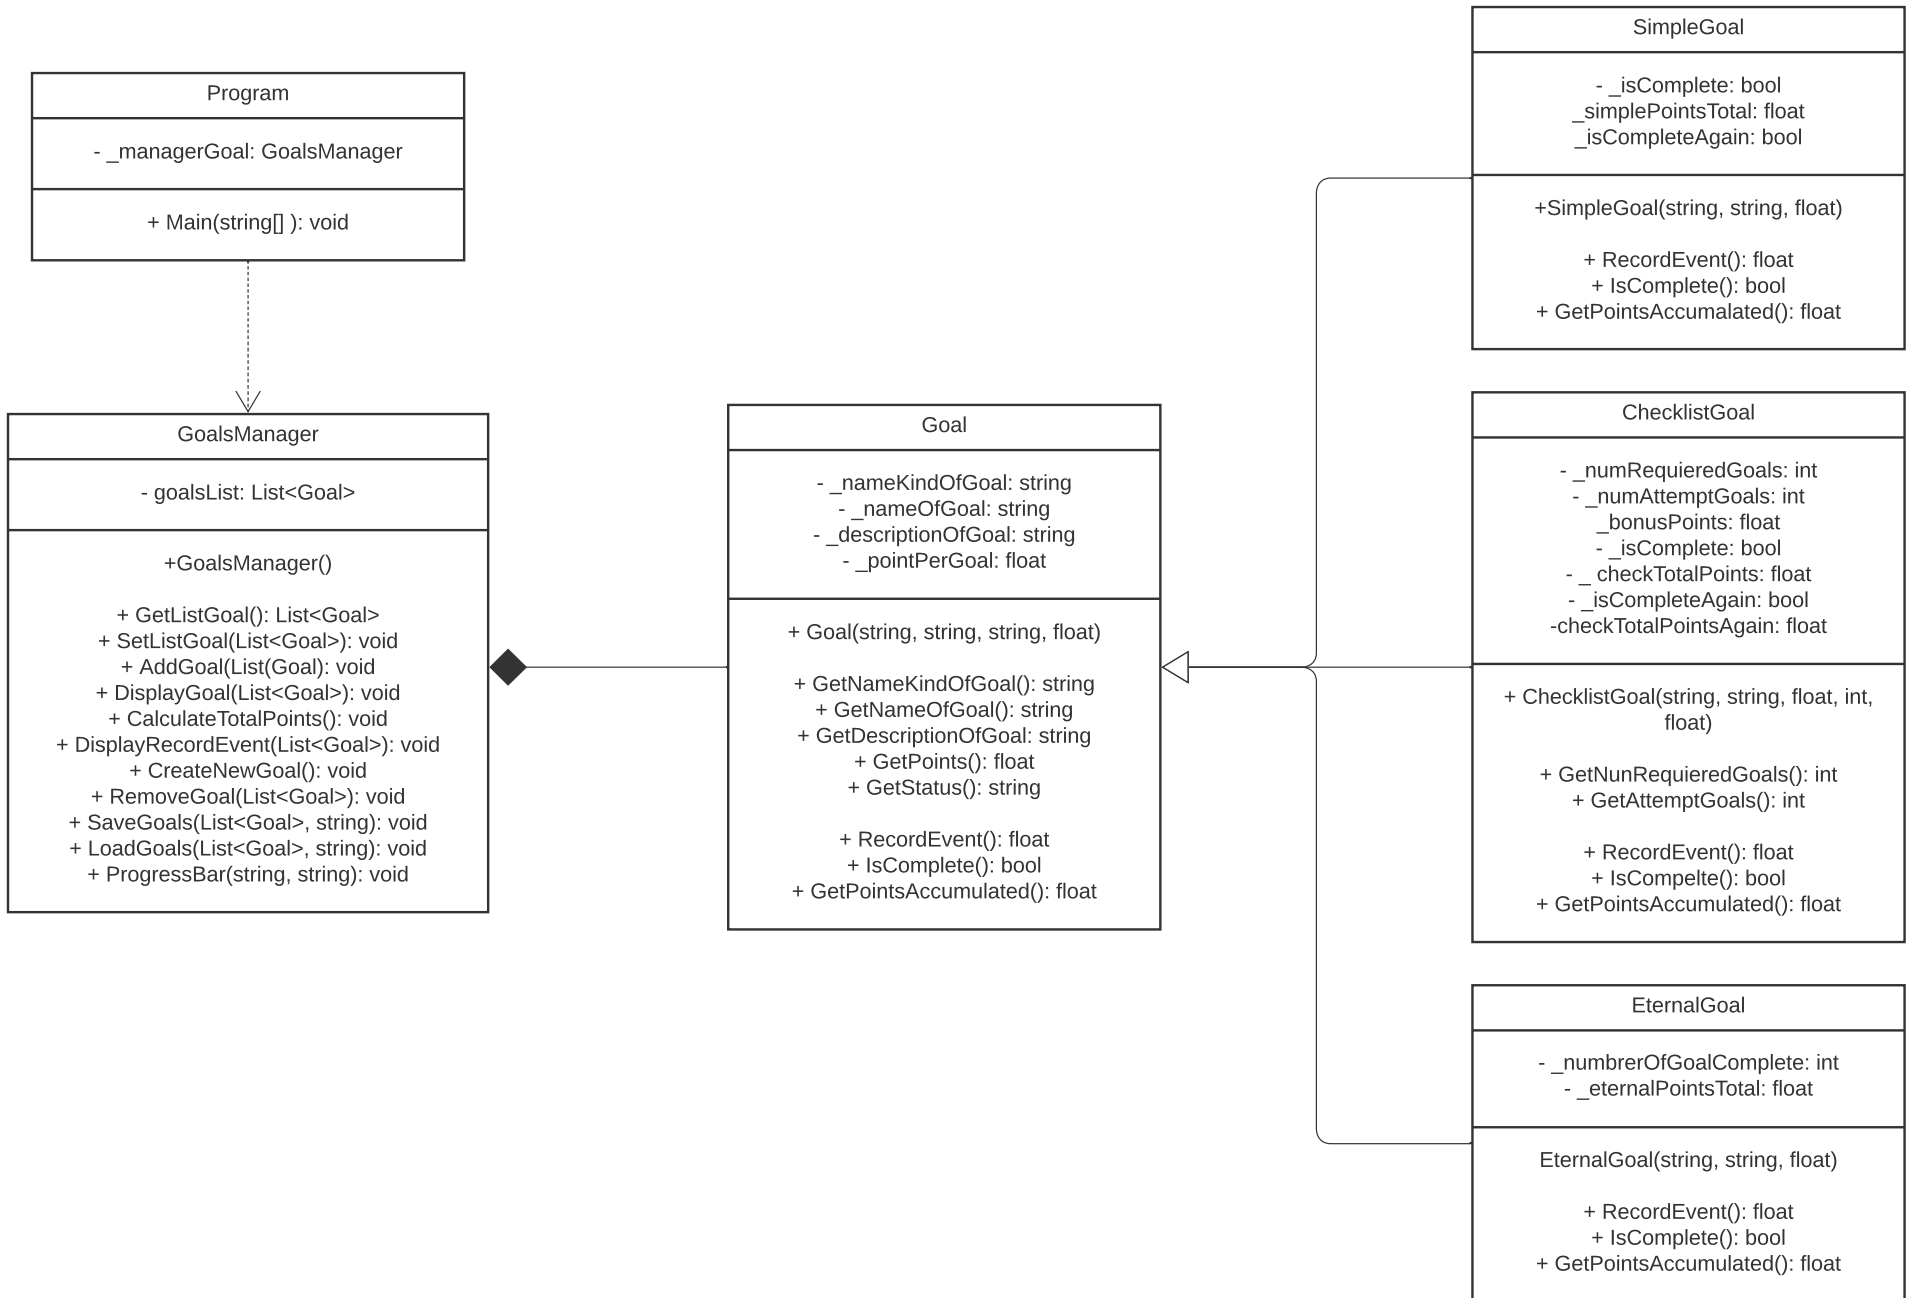 Program
- _managerGoal: GoalsManager
+ Main(string[] ): void
GoalsManager
- goalsList: List<Goal>
+GoalsManager()
+ GetListGoal(): List<Goal>
+ SetListGoal(List<Goal>): void
+ AddGoal(List(Goal): void
+ DisplayGoal(List<Goal>): void
+ CalculateTotalPoints(): void
+ DisplayRecordEvent(List<Goal>): void
+ CreateNewGoal(): void
+ RemoveGoal(List<Goal>): void
+ SaveGoals(List<Goal>, string): void
+ LoadGoals(List<Goal>, string): void
+ ProgressBar(string, string): void
Goal
- _nameKindOfGoal: string
- _nameOfGoal: string
- _descriptionOfGoal: string
- _pointPerGoal: float
+ Goal(string, string, string, float)
+ GetNameKindOfGoal(): string
+ GetNameOfGoal(): string
+ GetDescriptionOfGoal: string
+ GetPoints(): float
+ GetStatus(): string
+ RecordEvent(): float
+ IsComplete(): bool
+ GetPointsAccumulated(): float
SimpleGoal
- _isComplete: bool
_simplePointsTotal: float
_isCompleteAgain: bool
+SimpleGoal(string, string, float)
+ RecordEvent(): float
+ IsComplete(): bool
+ GetPointsAccumalated(): float
ChecklistGoal
- _numRequieredGoals: int
- _numAttemptGoals: int
_bonusPoints: float
- _isComplete: bool
- _ checkTotalPoints: float
- _isCompleteAgain: bool
-checkTotalPointsAgain: float
+ ChecklistGoal(string, string, float, int,
float)
+ GetNunRequieredGoals(): int
+ GetAttemptGoals(): int
+ RecordEvent(): float
+ IsCompelte(): bool
+ GetPointsAccumulated(): float
EternalGoal
- _numbrerOfGoalComplete: int
- _eternalPointsTotal: float
EternalGoal(string, string, float)
+ RecordEvent(): float
+ IsComplete(): bool
+ GetPointsAccumulated(): float